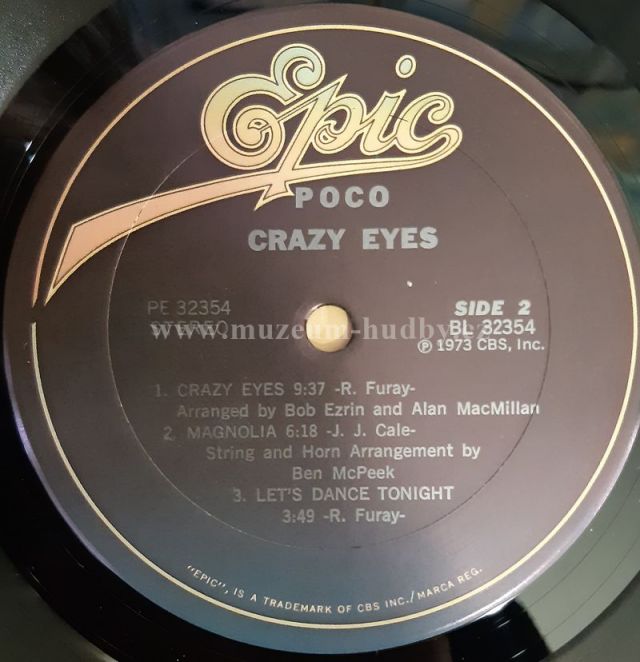 Epic
POCO
CRAZY EYES
PE 32354
STEREO
SIDE 2
BL 32354
℗ 1973 CBS, Inc.
www.muzeum-hudby.cz
1. CRAZY EYES 9:37 -R. Furay-
Arranged by Bob Ezrin and Alan MacMillan
2. MAGNOLIA 6:18 -J. J. Cale-
String and Horn Arrangement by
Ben McPeek
3. LET'S DANCE TONIGHT
3:49 -R. Furay-
"EPIC", IS A TRADEMARK OF CBS INC./MARCA REG.